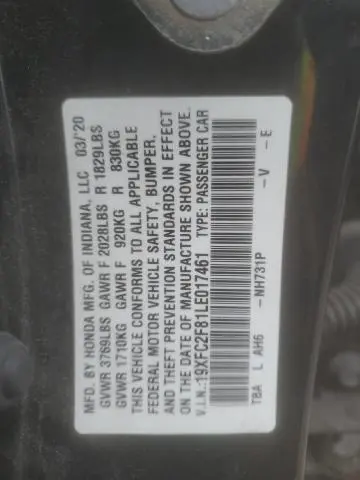 MFD. BY HONDA MFG. OF INDIANA, LLC 03/20
GVWR 3769LBS GAWR F 2028LBS R 1829LBS
GVWR 1710KG GAWR F 920KG R 830KG
THIS VEHICLE CONFORMS TO ALL APPLICABLE
FEDERAL MOTOR VEHICLE SAFETY, BUMPER,
THEFT PREVENTION STANDARDS IN EFFECT
ON THE DATE OF MANUFACTURE SHOWN ABOVE.
V.I.N.:19XFC2F81LE017461 TYPE: PASSENGER CAR
TBA L AH6 -NH731P -V -E